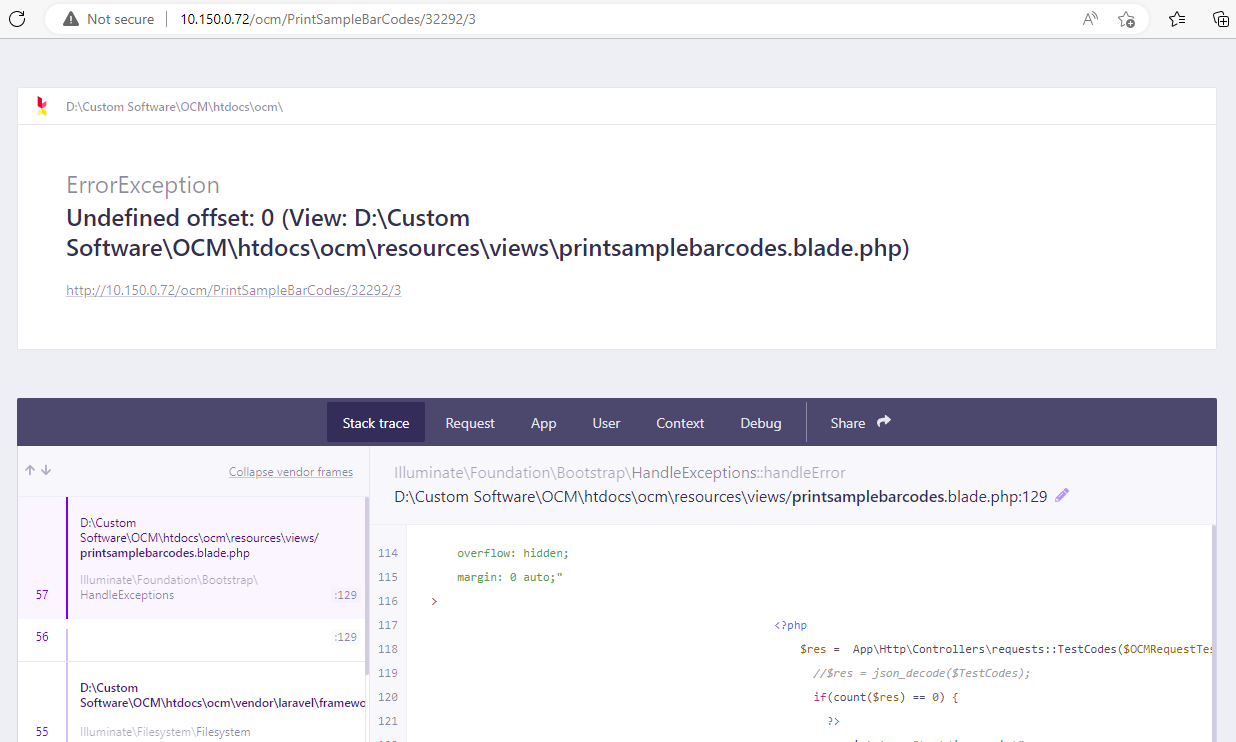 Not secure | 10.150.0.72/ocm/PrintSampleBarCodes/32292/3
D:\Custom Software\OCM\htdocs\ocm\
ErrorException
Undefined offset: 0 (View: D:\Custom
Software\OCM\htdocs\ocm\resources\views\printsamplebarcodes.blade.php)
http://10.150.0.72/ocm/PrintSampleBarCodes/32292/3
Stack trace Request App User Context Debug Share
Collapse vendor frames
D:\Custom
Software\OCM\htdocs\ocm\resources\views/
printsamplebarcodes.blade.php
Illuminate\Foundation\Bootstrap\
57 HandleExceptions :129
56 :129
D:\Custom
Software\OCM\htdocs\ocm\vendor\laravel\framewo
55 Illuminate\Filesystem\Filesystem
Illuminate\Foundation\Bootstrap\HandleExceptions::handleError
D:\Custom Software\OCM\htdocs\ocm\resources\views/printsamplebarcodes.blade.php:129
114 overflow: hidden;
115 margin: 0 auto;"
116 >
117 <?php
118 $res = App\Http\Controllers\requests::TestCodes($OCMRequestTes
119 //$res = json_decode($TestCodes);
120 if(count($res) == 0) {
121 ?>